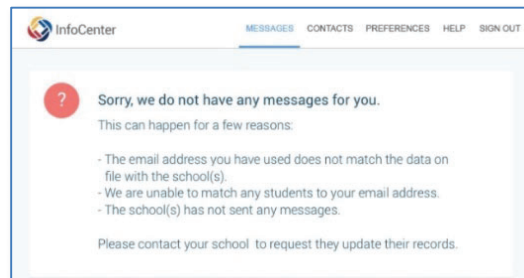 InfoCenter MESSAGES CONTACTS PREFERENCES HELP SIGN OUT
? Sorry, we do not have any messages for you.
This can happen for a few reasons:
- The email address you have used does not match the data on
file with the school(s).
- We are unable to match any students to your email address.
- The school(s) has not sent any messages.
Please contact your school to request they update their records.